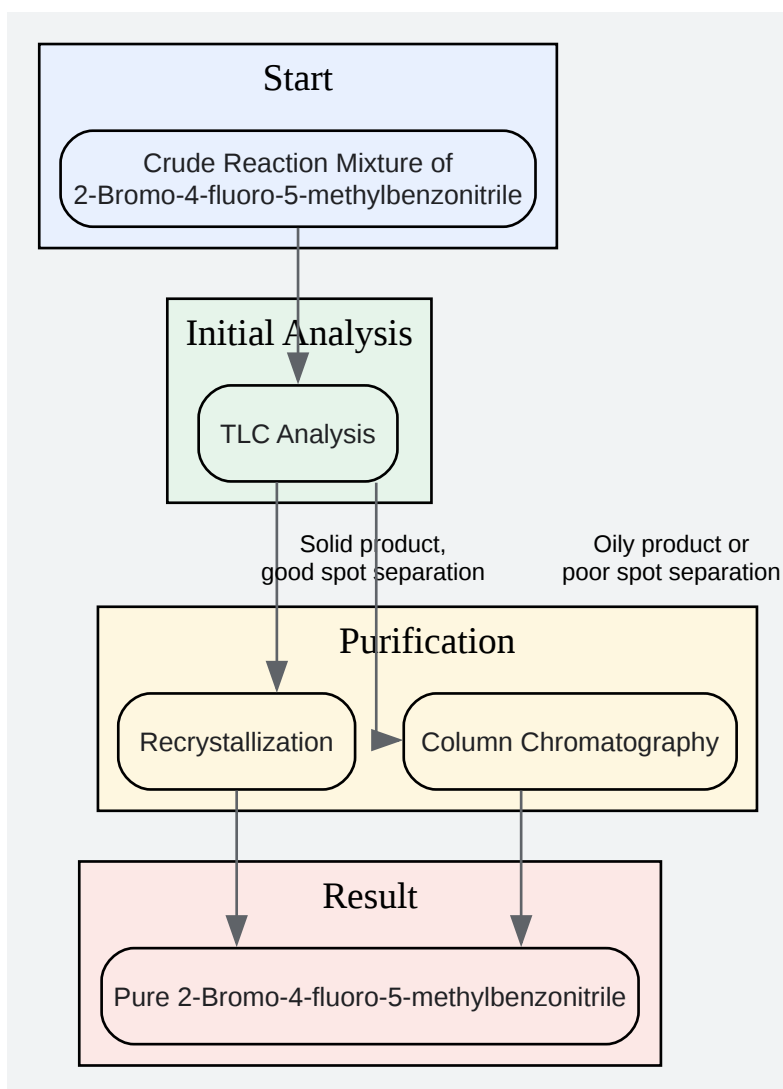 Start
Crude Reaction Mixture of
2-Bromo-4-fluoro-5-methylbenzonitrile
Initial Analysis
TLC Analysis
Solid product,
good spot separation
Oily product or
poor spot separation
Purification
Recrystallization
Column Chromatography
Result
Pure 2-Bromo-4-fluoro-5-methylbenzonitrile